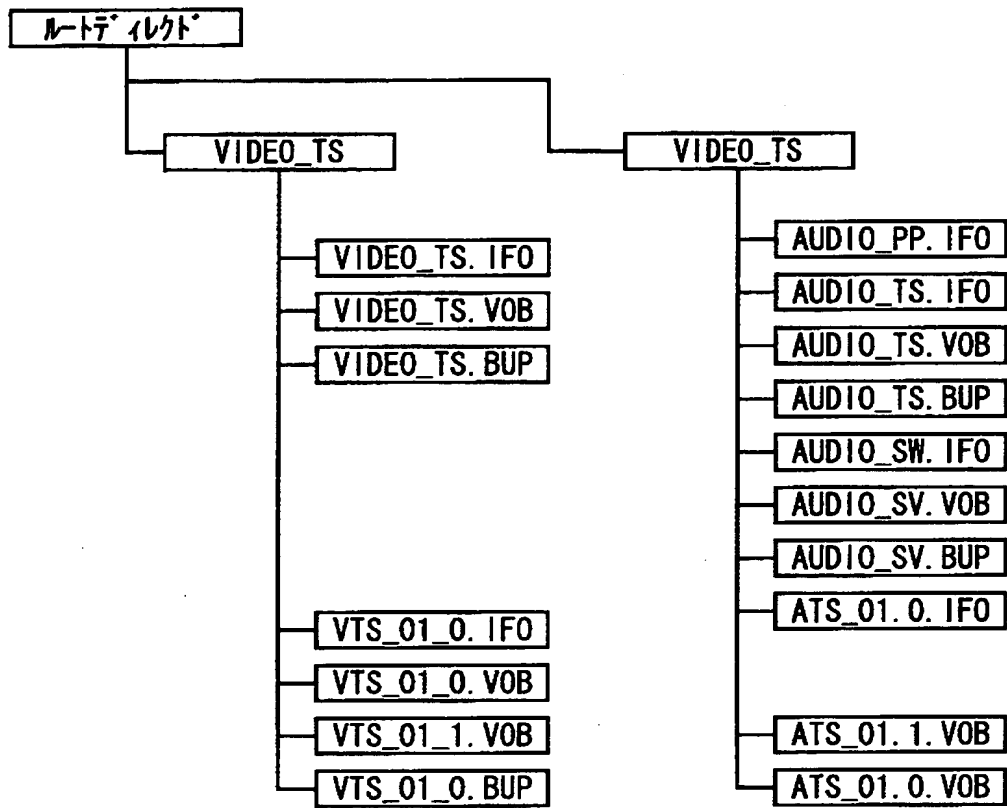 ルートディレクト゛
VIDEO_TS
VIDEO_TS.IFO
VIDEO_TS.VOB
VIDEO_TS.BUP
VTS_01_0.IFO
VTS_01_0.VOB
VTS_01_1.VOB
VTS_01_0.BUP
VIDEO_TS
AUDIO_PP.IFO
AUDIO_TS.IFO
AUDIO_TS.VOB
AUDIO_TS.BUP
AUDIO_SW.IFO
AUDIO_SV.VOB
AUDIO_SV.BUP
ATS_01.0.IFO
ATS_01.1.VOB
ATS_01.0.VOB